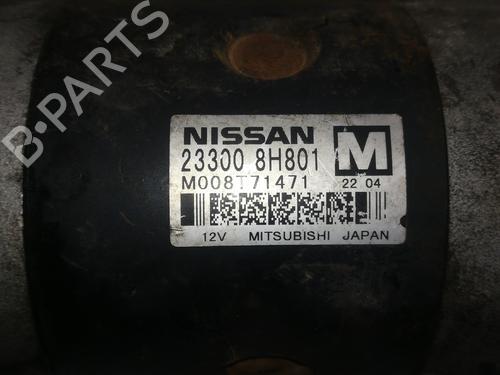 NISSAN
23300 8H801 M
M008T71471 22 04
12V MITSUBISHI JAPAN
B-PARTS